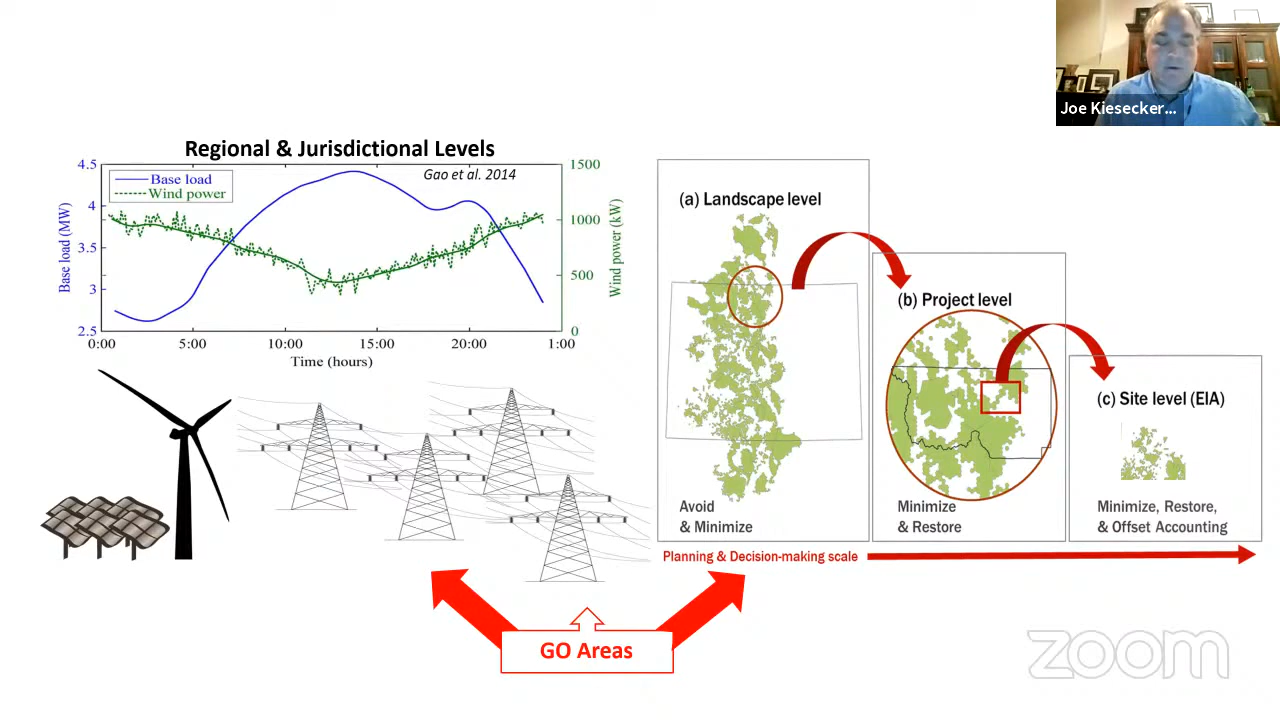 Joe Kiesecker...
Regional & Jurisdictional Levels
Gao et al. 2014
Base load
Wind power
4.5
4
3.5
3
2.5
Base load (MW)
1500
1000
500
0
Wind power (kW)
0:00
5:00
10:00
15:00
20:00
1:00
Time (hours)
(a) Landscape level
Avoid
& Minimize
(b) Project level
Minimize
& Restore
(c) Site level (EIA)
Minimize, Restore,
& Offset Accounting
Planning & Decision-making scale
GO Areas
zoom